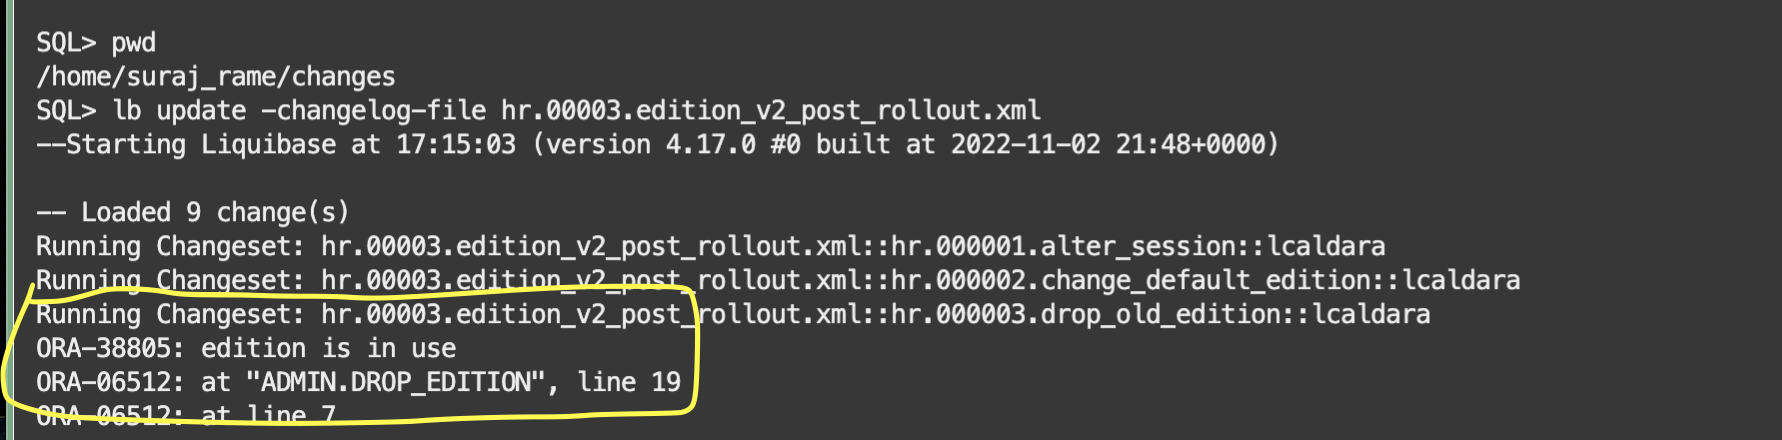 SQL> pwd
/home/suraj_rame/changes
SQL> lb update -changelog-file hr.00003.edition_v2_post_rollout.xml
--Starting Liquibase at 17:15:03 (version 4.17.0 #0 built at 2022-11-02 21:48+0000)
-- Loaded 9 change(s)
Running Changeset: hr.00003.edition_v2_post_rollout.xml::hr.000001.alter_session::lcaldara
Running Changeset: hr.00003.edition_v2_post_rollout.xml::hr.000002.change_default_edition::lcaldara
Running Changeset: hr.00003.edition_v2_post_rollout.xml::hr.000003.drop_old_edition::lcaldara
ORA-38805: edition is in use
ORA-06512: at "ADMIN.DROP_EDITION", line 19
ORA-06512: at line 7